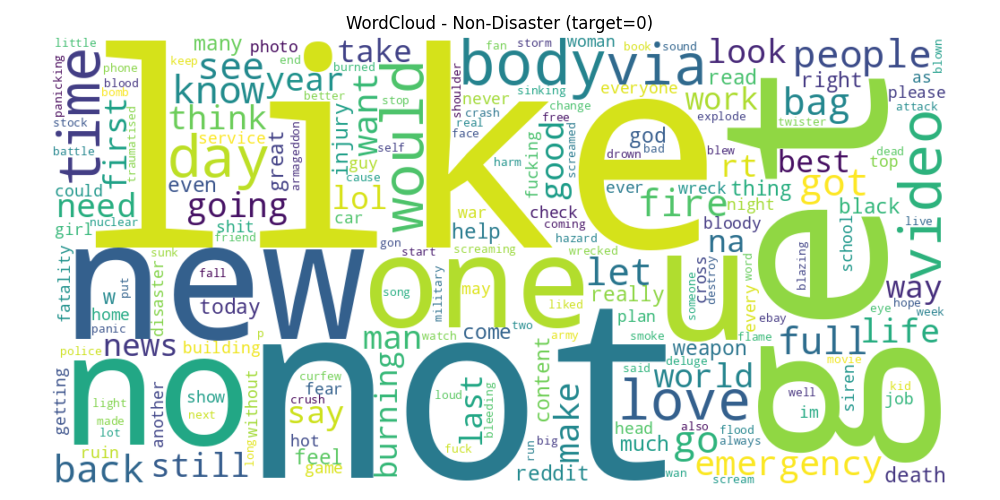 WordCloud - Non-Disaster (target=0)
little
many
photo
keep
end
take
fan
storm
woman
book
sound
look
people
panicking
phone
see
year
burned
better
bodyvia
everyone
read
right
as
blown
time
blood
bomb
know
want
stop
shoulder
never
sinking
change
work
bag
please
first
think
would
crash
free
explode
attack
stock
service
injury
real
face
fucking
screamed
god
bad
blew
rt
twister
video
battle
traumatised
day
great
armageddon
guy
self
like
harm
good
drown
best
dead
top
could
even
cause
ever
wreck
thing
got
need
nuclear
going
lol
war
check
fire
night
black
live
girl
shit
car
help
coming
bloody
school
friend
gon
start
screaming
hazard
wrecked
na
get
fatality
sunk
fall
new
song
military
one
may
liked
let
really
u
cross
someone
destroy
every
word
blazing
way
hope
eye
week
w
put
home
disaster
today
man
watch
come
two
army
plan
smoke
flame
ebay
full
life
panic
news
building
p
weapon
police
no
burning
not
said
deluge
world
movie
siren
kid
getting
light
made
lot
another
show
next
without
curfew
fear
crush
say
last
loud
bleeding
content
make
love
well
im
job
ruin
long
hot
feel
game
fuck
run
big
head
much
also
go
flood
always
back
still
reddit
wan
scream
emergency
death